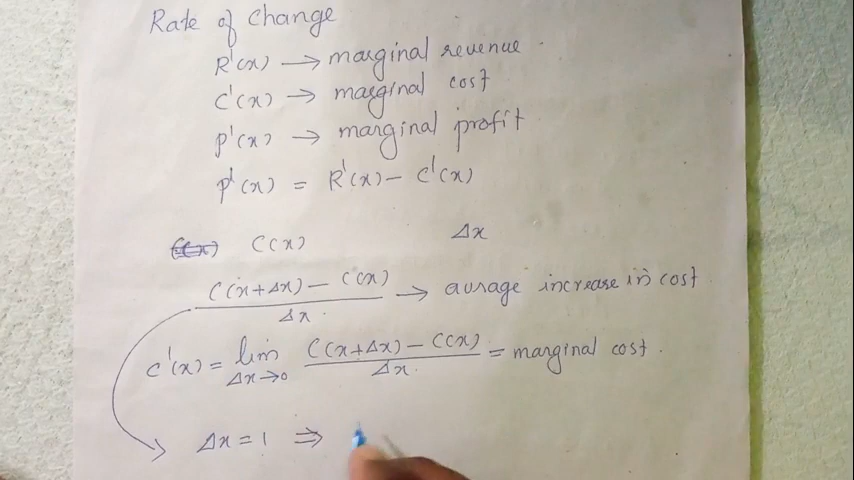 Rate of change
R'(x) → marginal revenue
C'(x) → marginal cost
P'(x) → marginal profit
P'(x) = R'(x) - C'(x)
C(x) Δx
C(x+Δx) - C(x) / Δx → avrage increase in cost
C'(x) = lim Δx→0 C(x+Δx) - C(x) / Δx = marginal cost.
Δx = 1 ⇒